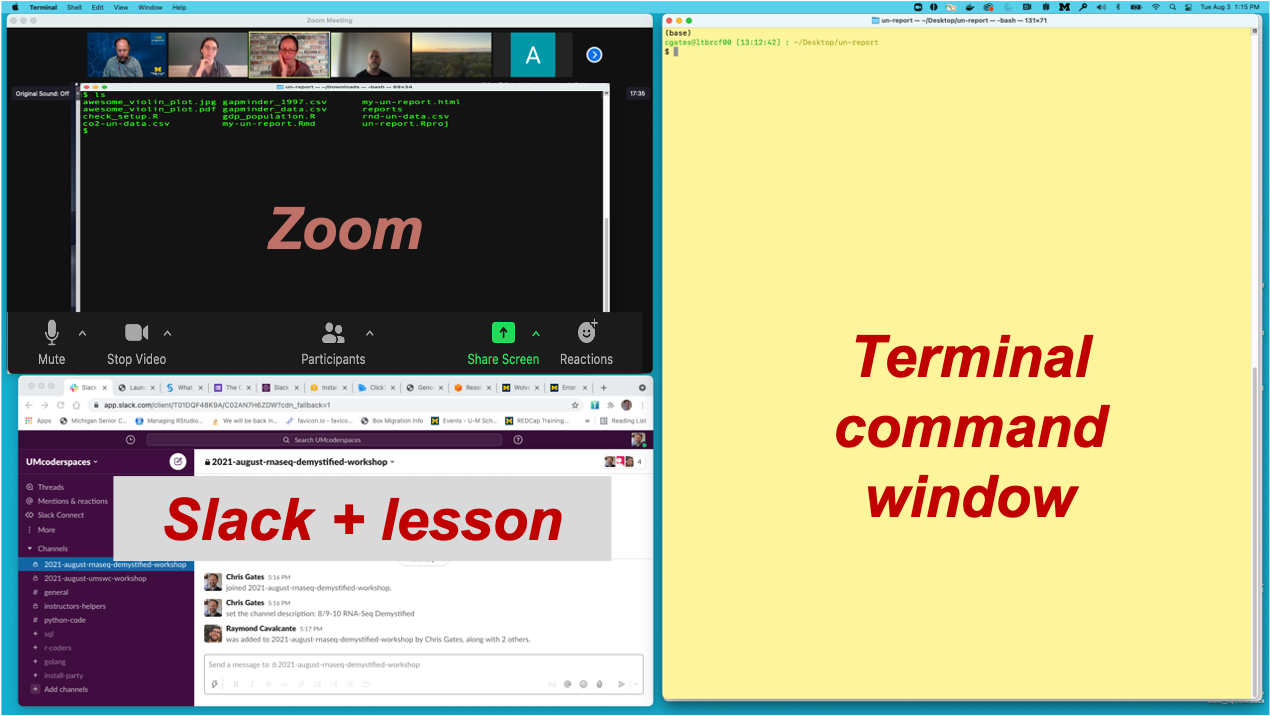 Terminal Shell Edit View Window Help
Tue Aug 3 1:15 PM
Zoom Meeting
A
Original Sound: Off
17:35
un-report — ~/Downloads — -bash — 89×34
$ ls
awesome_violin_plot.jpg gapminder_1997.csv my-un-report.html
awesome_violin_plot.pdf gapminder_data.csv reports
check_setup.R gdp_population.R rnd-un-data.csv
co2-un-data.csv my-un-report.Rmd un-report.Rproj
$
Zoom
Mute Stop Video Participants Share Screen Reactions
Slack Laun What The C Slack Insta Click Geno Resol Wolve Error
app.slack.com/client/T01DQF48K9A/C02AN7H6ZDW?cdn_fallback=1
Apps Michigan Senior C... Managing RStudio... We will be back in... favicon.io – favico... Box Migration Info Events - U-M Sch... REDCap Training... » Reading List
Search UMcoderspaces
UMcoderspaces
2021-august-rnaseq-demystified-workshop
4
Threads
Mentions & reactions
Slack Connect
More
Channels
2021-august-rnaseq-demystified-workshop
2021-august-umswc-workshop
# general
instructors-helpers
# python-code
+ sql
+ r-coders
+ golang
+ install-party
+ Add channels
Slack + lesson
Chris Gates 5:16 PM
joined 2021-august-rnaseq-demystified-workshop.
Chris Gates 5:16 PM
set the channel description: 8/9-10 RNA-Seq Demystified
Raymond Cavalcante 5:17 PM
was added to 2021-august-rnaseq-demystified-workshop by Chris Gates, along with 2 others.
Send a message to 2021-august-rnaseq-demystified-workshop
Aa
un-report — ~/Desktop/un-report — -bash — 131×71
(base)
cgates@ltbrcf00 [13:12:42] : ~/Desktop/un-report
$
Terminal
command
window